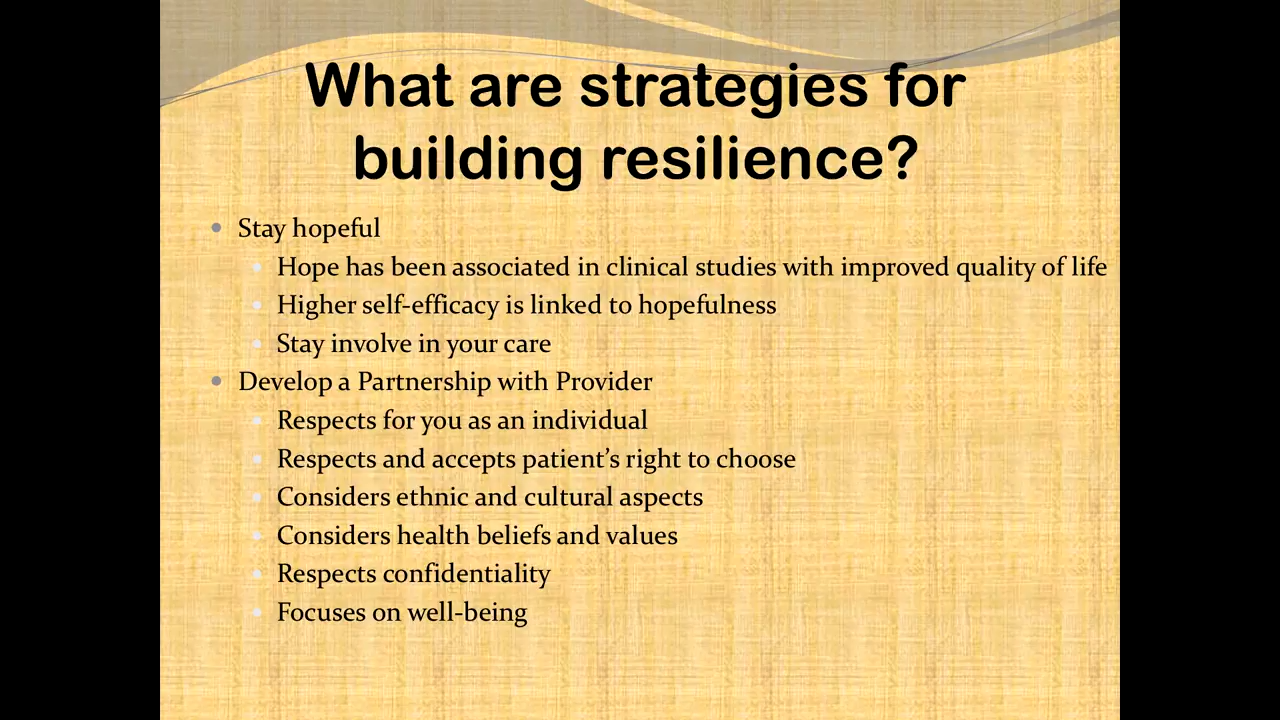 What are strategies for
building resilience?
• Stay hopeful
• Hope has been associated in clinical studies with improved quality of life
• Higher self-efficacy is linked to hopefulness
• Stay involve in your care
• Develop a Partnership with Provider
• Respects for you as an individual
• Respects and accepts patient’s right to choose
• Considers ethnic and cultural aspects
• Considers health beliefs and values
• Respects confidentiality
• Focuses on well-being